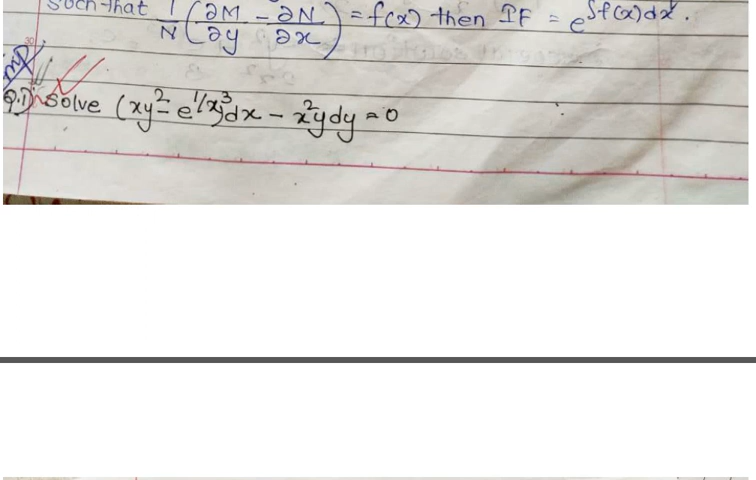 such that 1/N (∂M/∂y - ∂N/∂x) = f(x) then IF = e^∫f(x)dx.
Q.1) Solve (xy² - e^(1/x³))dx - x²y dy = 0